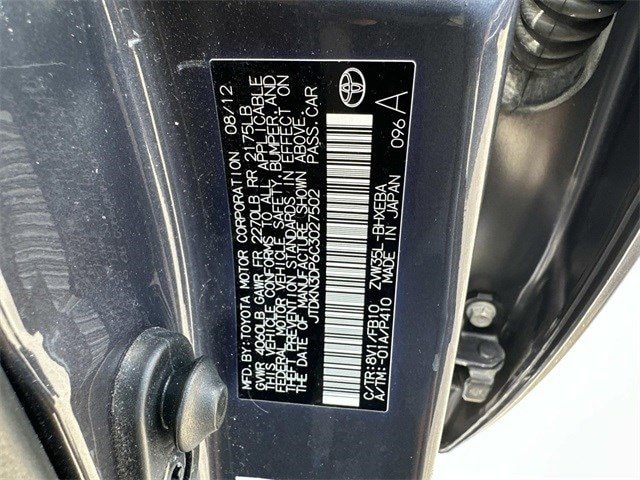 MFD. BY: TOYOTA MOTOR CORPORATION 08/12
GVWR 4060LB GAWR FR 2270LB RR 2175LB
THIS VEHICLE CONFORMS TO ALL APPLICABLE
FEDERAL MOTOR VEHICLE SAFETY, BUMPER, AND
THEFT PREVENTION STANDARDS IN EFFECT ON
THE DATE OF MANUFACTURE SHOWN ABOVE.
JTDKN3DP6C3027502 PASS. CAR
C/TR: 8V1/FB10 ZVW35L-BHXEBA
A/TM: -01A/P410 MADE IN JAPAN 096 A